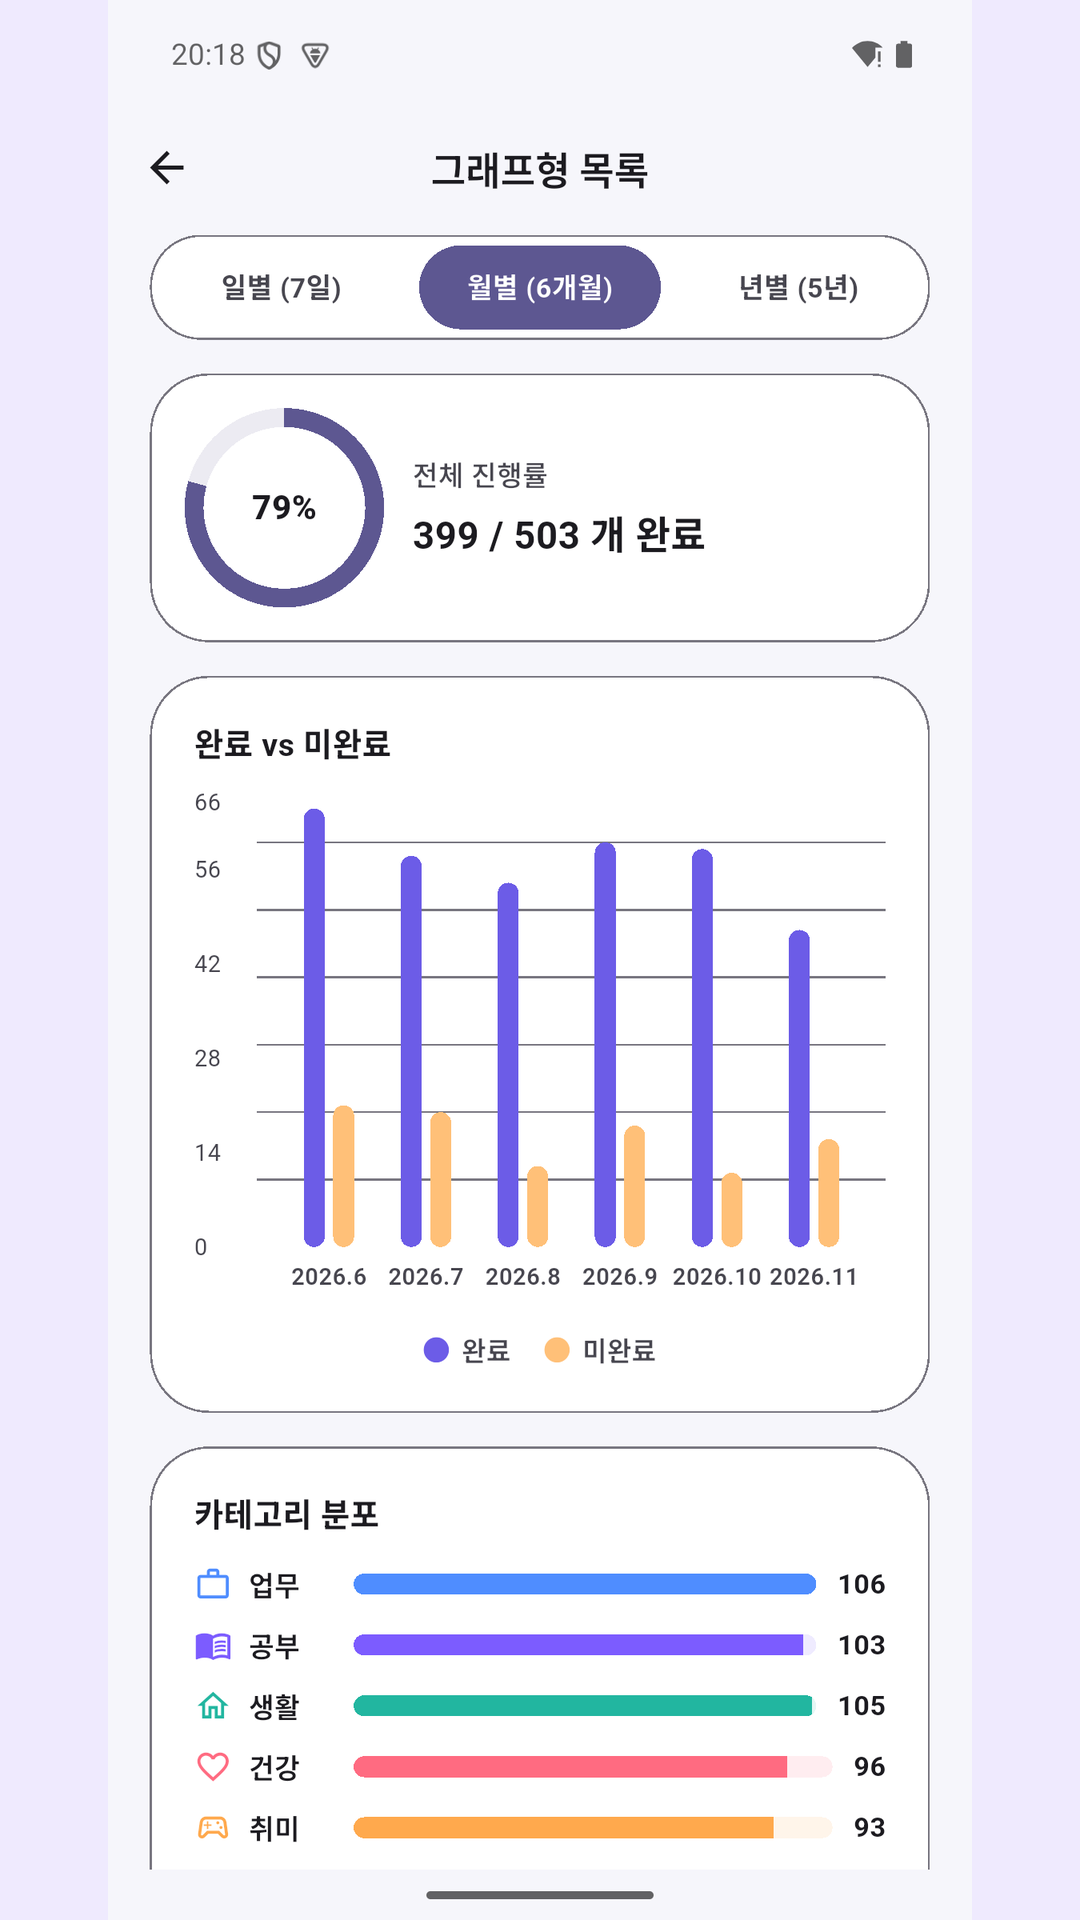 20:18
그래프형 목록
일별 (7일)
월별 (6개월)
년별 (5년)
79%
전체 진행률
399 / 503 개 완료
완료 vs 미완료
66
56
42
28
14
0
2026.6 2026.7 2026.8 2026.9 2026.10 2026.11
완료 미완료
카테고리 분포
업무 106
공부 103
생활 105
건강 96
취미 93